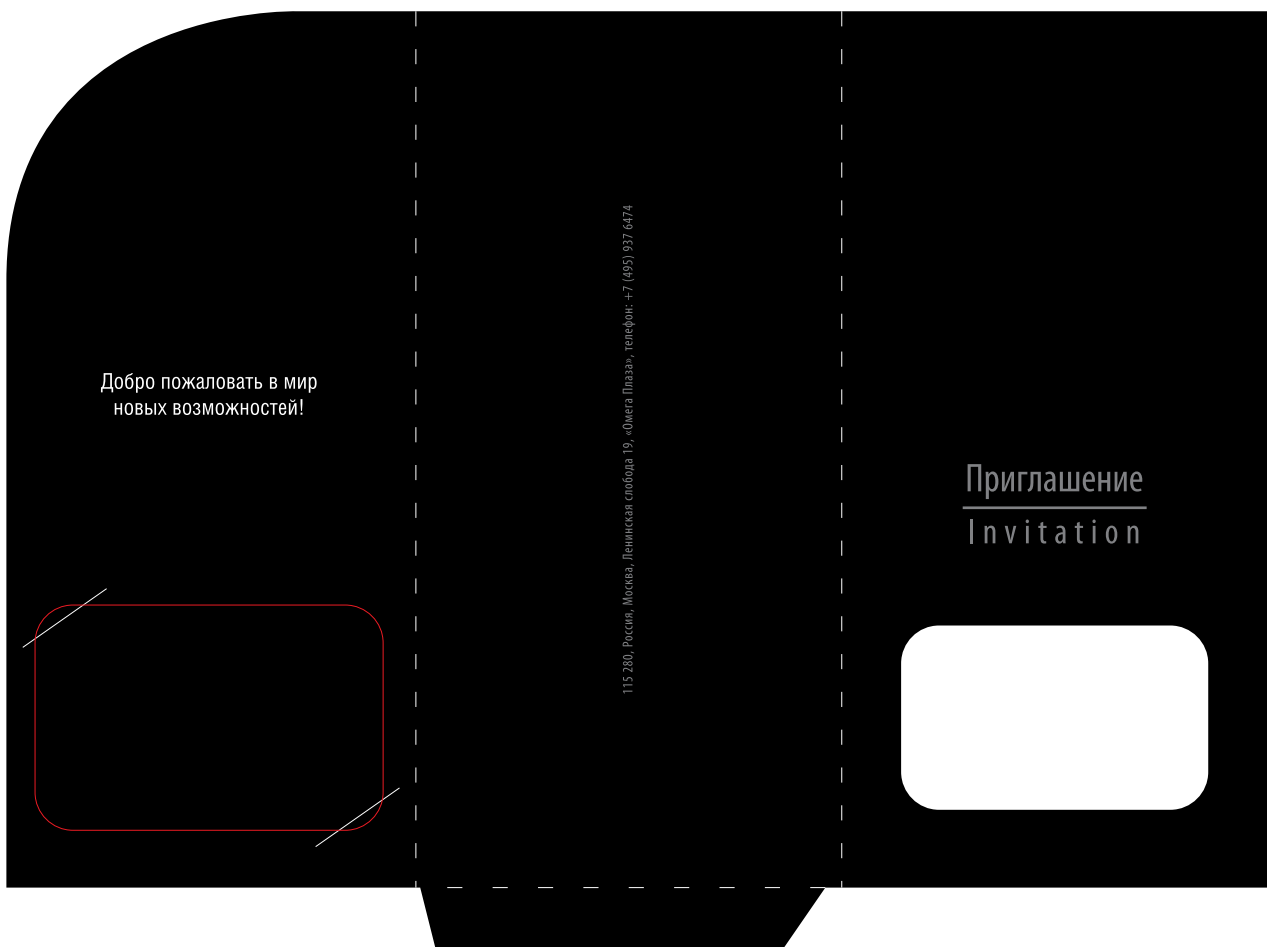 Добро пожаловать в мир
новых возможностей!
115 280, Россия, Москва, Ленинская слобода 19, «Омега Плаза», телефон: +7 (495) 937 6474
Приглашение
Invitation